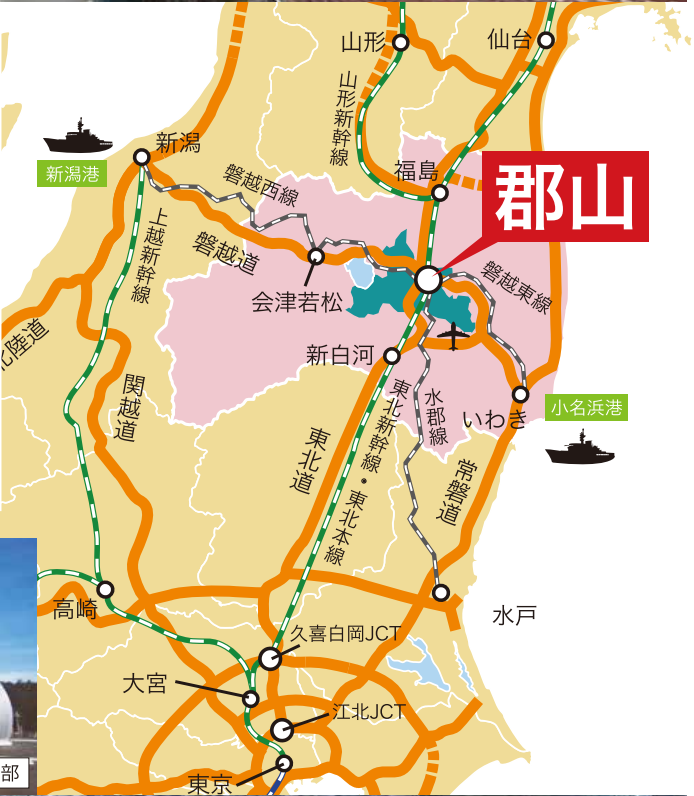 山形
仙台
山形新幹線
新潟
新潟港
福島
郡山
磐越西線
上越新幹線
磐越道
磐越東線
会津若松
新白河
北陸道
関越道
小名浜港
いわき
水郡線
東北新幹線・東北本線
東北道
常磐道
高崎
水戸
久喜白岡JCT
大宮
江北JCT
東京
部